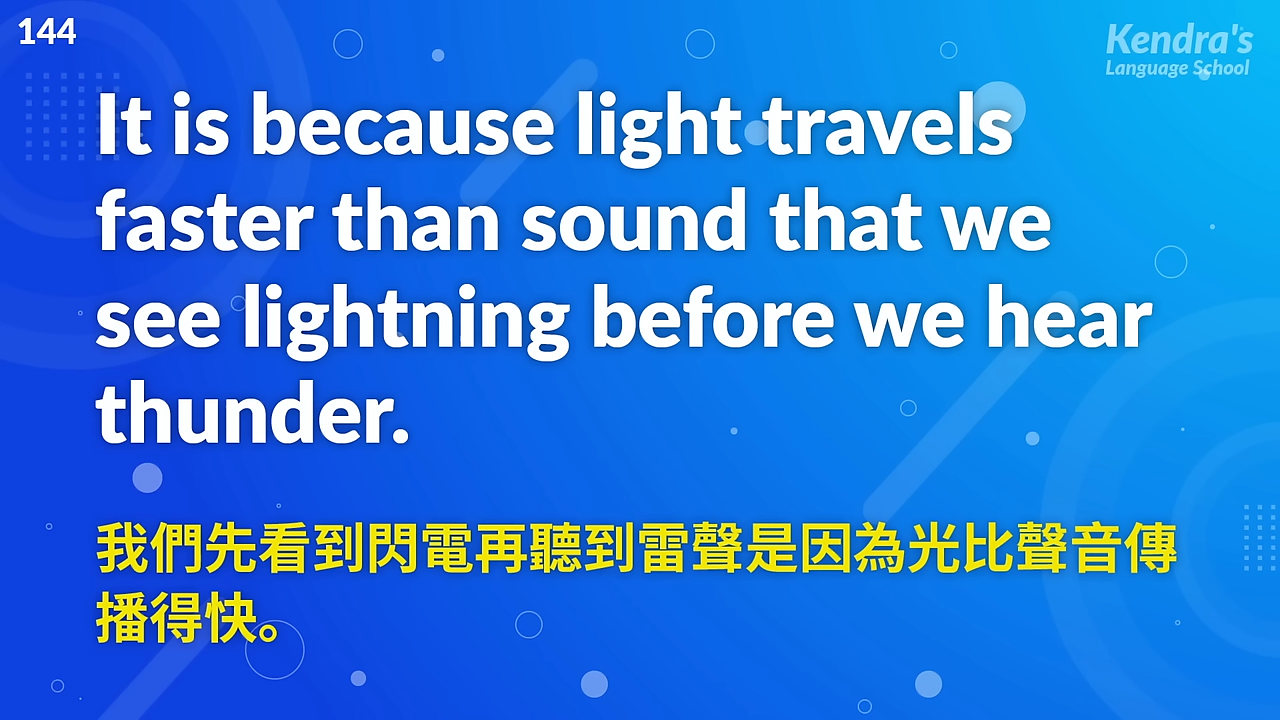 144
Kendra's
Language School
It is because light travels
faster than sound that we
see lightning before we hear
thunder.
我們先看到閃電再聽到雷聲是因為光比聲音傳
播得快。